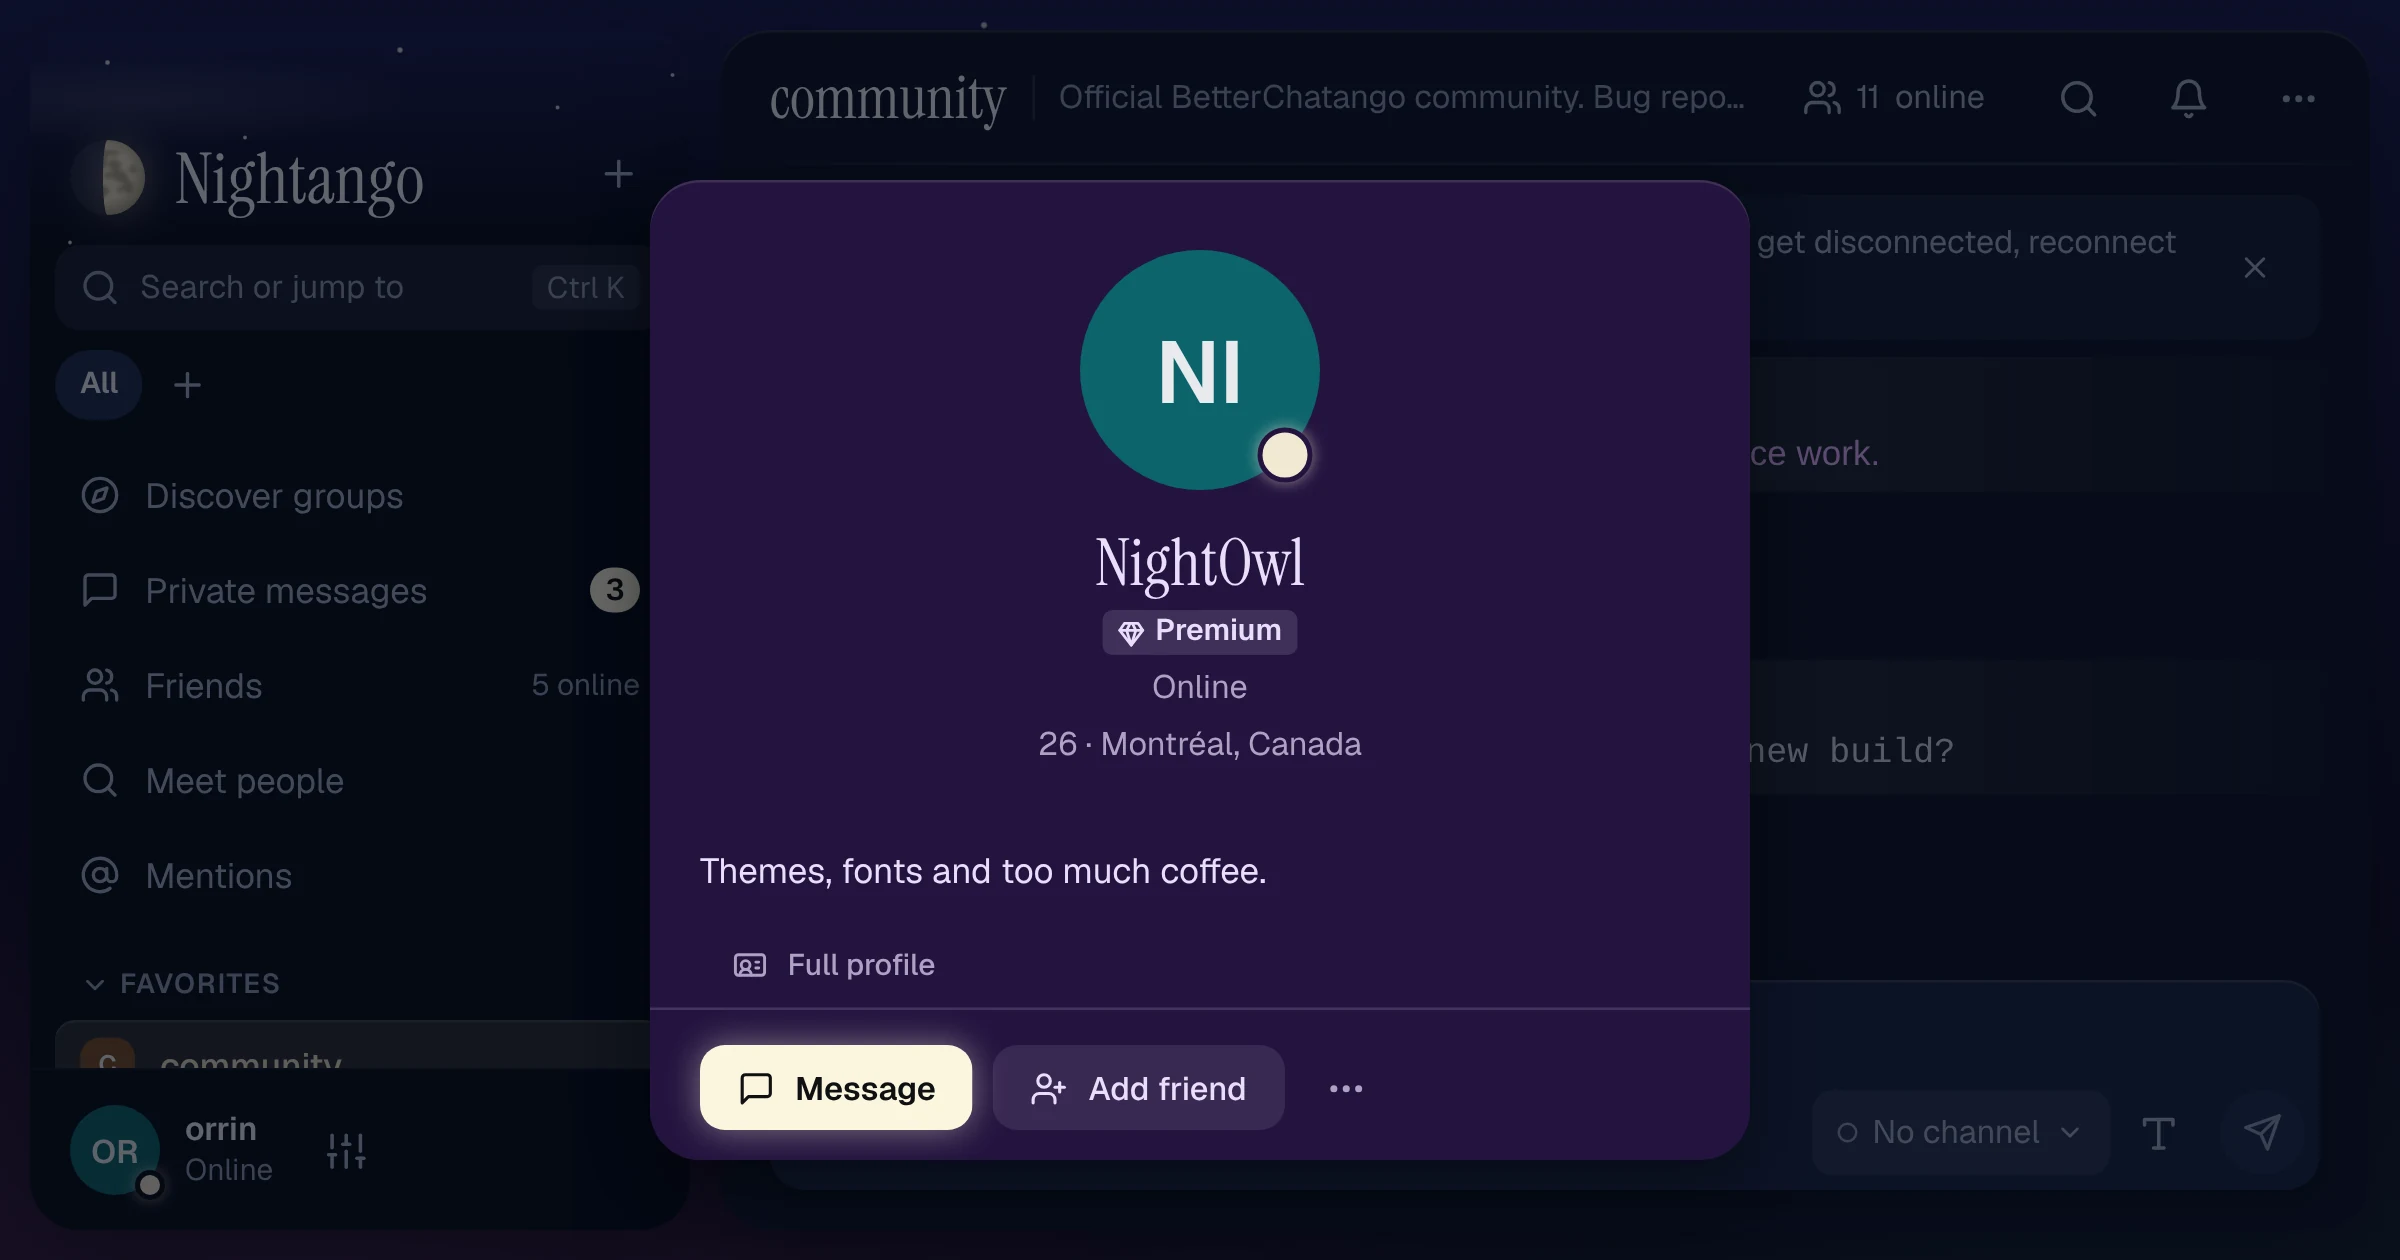 Nightango
Search or jump to
Ctrl K
All
Discover groups
Private messages
3
Friends
5 online
Meet people
Mentions
FAVORITES
C
community
OR
orrin
Online
community
Official BetterChatango community. Bug repo...
11 online
get disconnected, reconnect
ce work.
new build?
No channel
NI
NightOwl
Premium
Online
26 · Montréal, Canada
Themes, fonts and too much coffee.
Full profile
Message
Add friend